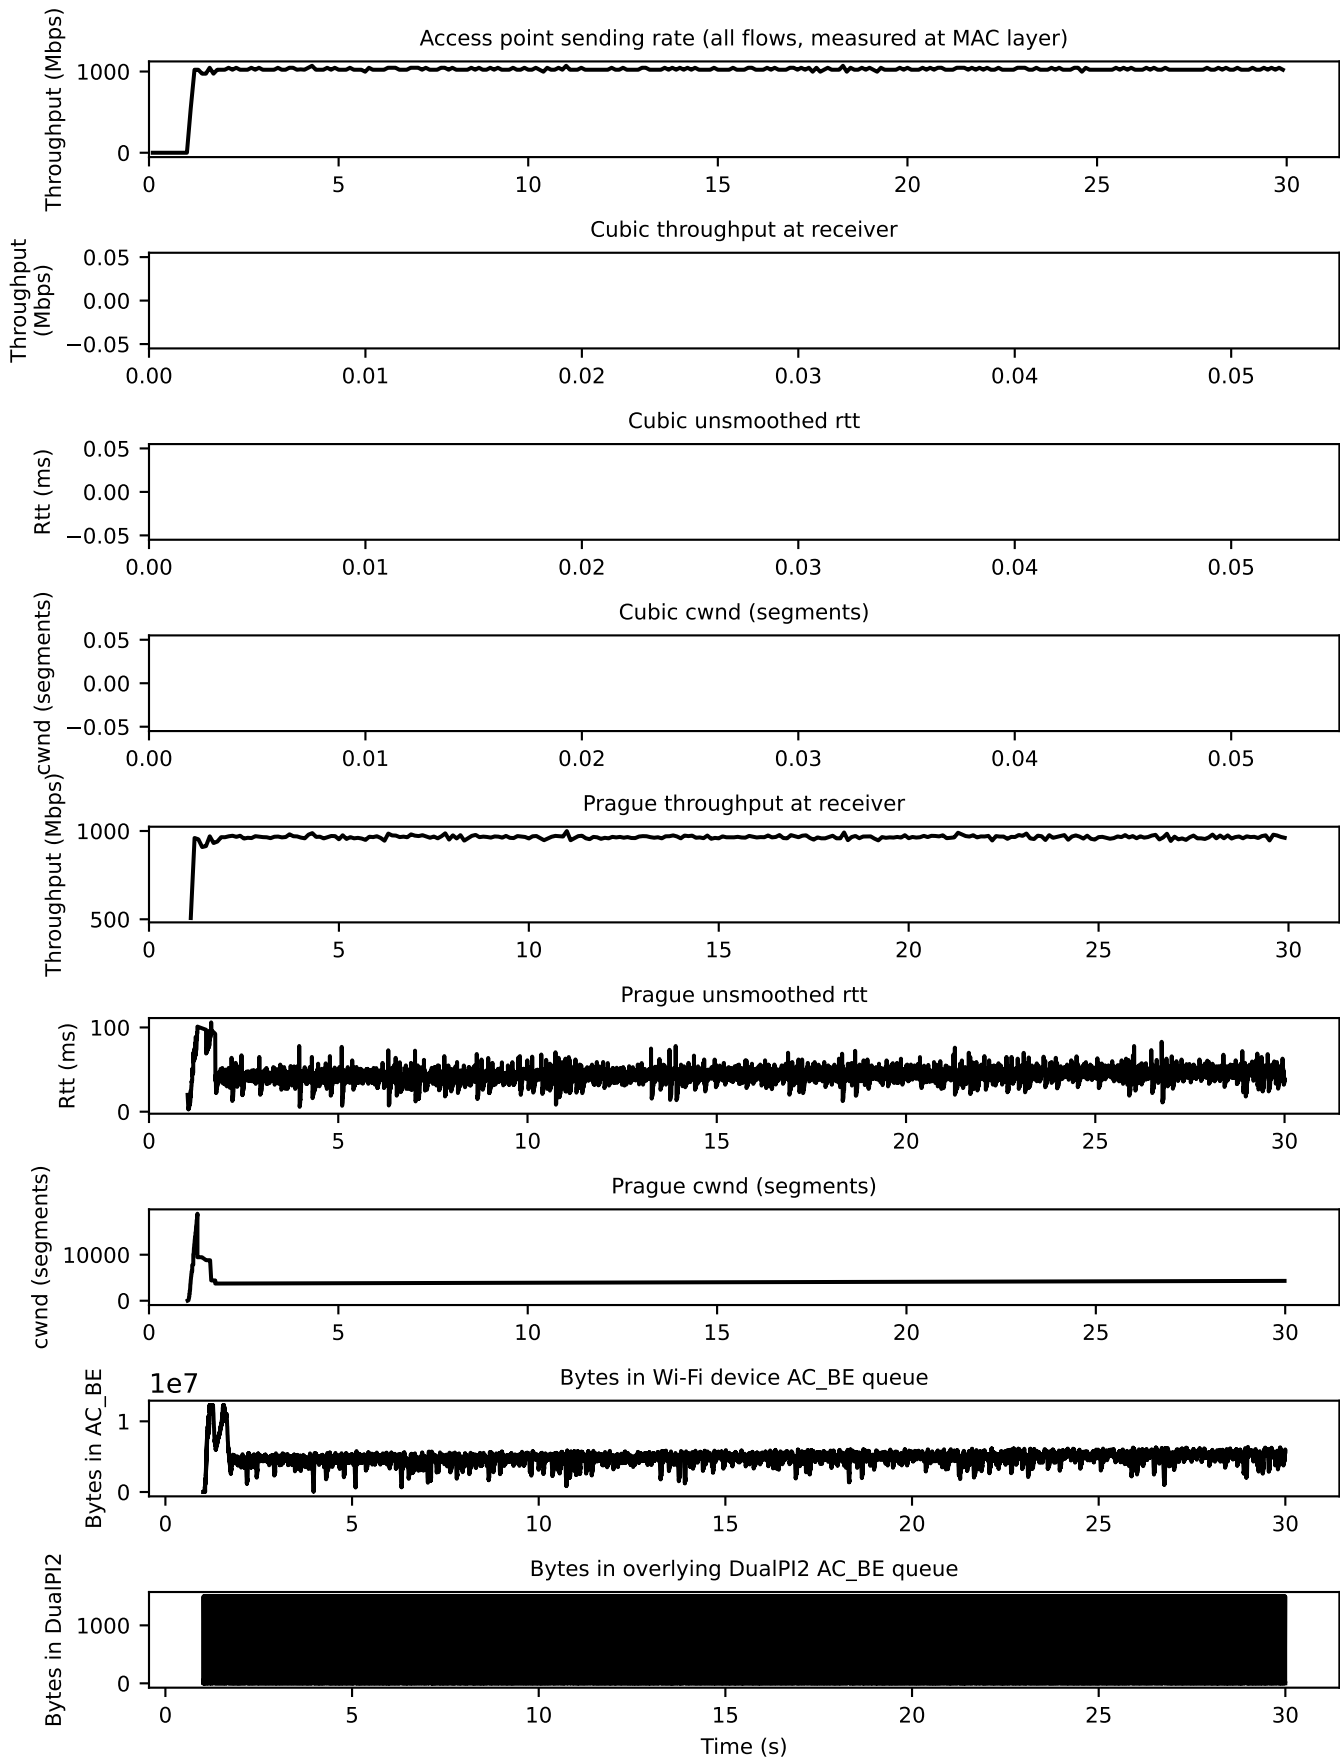 Access point sending rate (all flows, measured at MAC layer)
Throughput (Mbps)
1000
0
0 5 10 15 20 25 30
Cubic throughput at receiver
Throughput
(Mbps)
0.05
0.00
−0.05
0.00 0.01 0.02 0.03 0.04 0.05
Cubic unsmoothed rtt
Rtt (ms)
0.05
0.00
−0.05
0.00 0.01 0.02 0.03 0.04 0.05
Cubic cwnd (segments)
cwnd (segments)
0.05
0.00
−0.05
0.00 0.01 0.02 0.03 0.04 0.05
Prague throughput at receiver
Throughput (Mbps)
1000
500
0 5 10 15 20 25 30
Prague unsmoothed rtt
Rtt (ms)
100
0
0 5 10 15 20 25 30
Prague cwnd (segments)
cwnd (segments)
10000
0
0 5 10 15 20 25 30
Bytes in Wi-Fi device AC_BE queue
1e7
Bytes in AC_BE
1
0
0 5 10 15 20 25 30
Bytes in overlying DualPI2 AC_BE queue
Bytes in DualPI2
1000
0
0 5 10 15 20 25 30
Time (s)